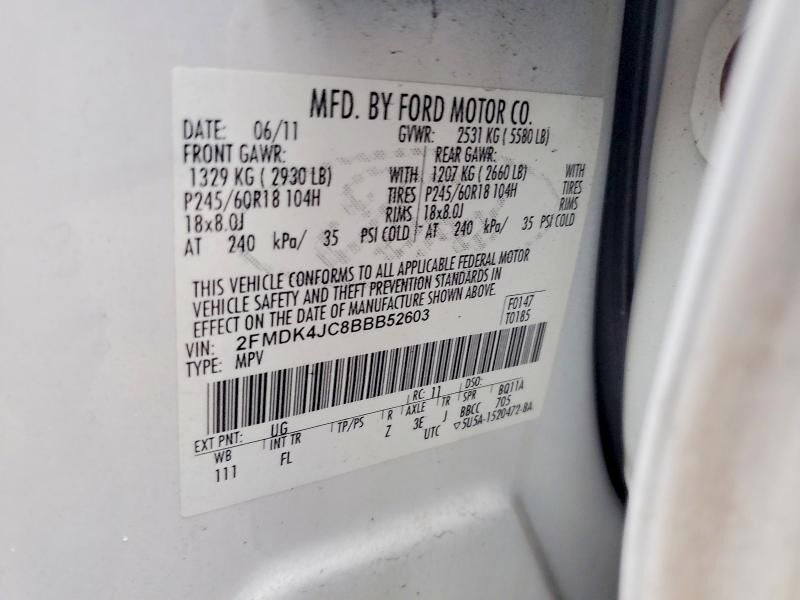 MFD. BY FORD MOTOR CO.
DATE: 06/11 GVWR: 2531 KG ( 5580 LB)
FRONT GAWR: REAR GAWR:
1329 KG ( 2930 LB) WITH 1207 KG ( 2660 LB) WITH
P245/60R18 104H TIRES P245/60R18 104H TIRES
18x8.0J RIMS 18x8.0J RIMS
AT 240 kPa/ 35 PSI COLD AT 240 kPa/ 35 PSI COLD
THIS VEHICLE CONFORMS TO ALL APPLICABLE FEDERAL MOTOR
VEHICLE SAFETY AND THEFT PREVENTION STANDARDS IN
EFFECT ON THE DATE OF MANUFACTURE SHOWN ABOVE.
F0147
VIN: 2FMDK4JC8BBB52603 T0185
TYPE: MPV
EXT PNT: UG RC: 11 DSO:
WB INT TR TP/PS R AXLE TR SPR BQ11A
111 FL Z 3E J BBCC 705
UTC ▽5U5A-1520472-BA